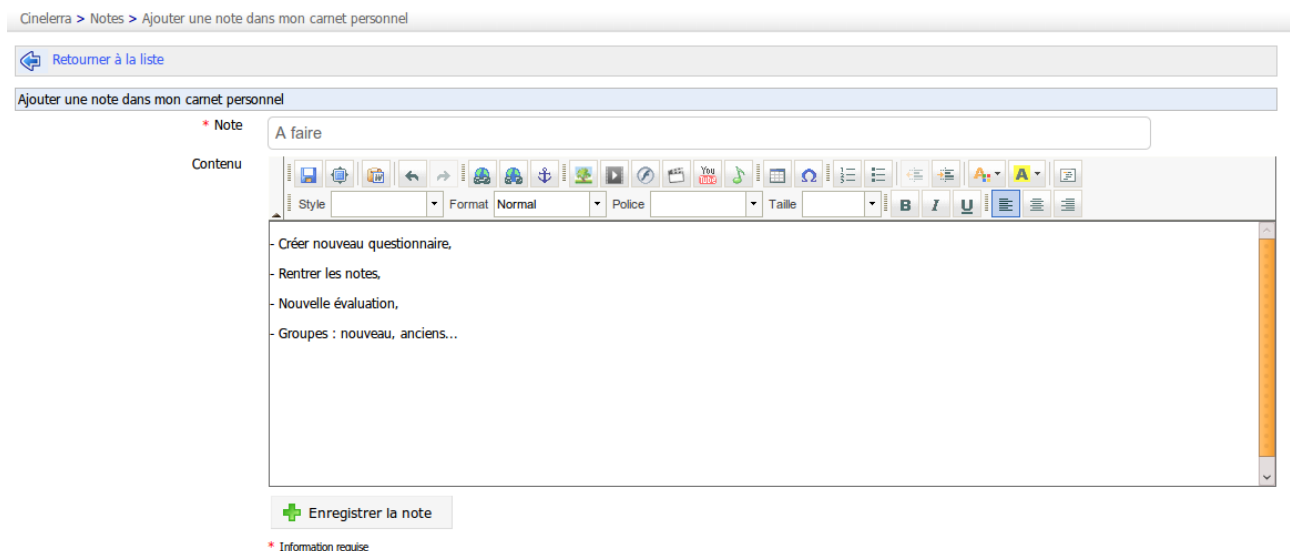 Cinelerra > Notes > Ajouter une note dans mon carnet personnel
Retourner à la liste
Ajouter une note dans mon carnet personnel
* Note
A faire
Contenu
You Tube
Style Format Normal Police Taille
B I U
- Créer nouveau questionnaire,
- Rentrer les notes,
- Nouvelle évaluation,
- Groupes : nouveau, anciens...
Enregistrer la note
* Information requise